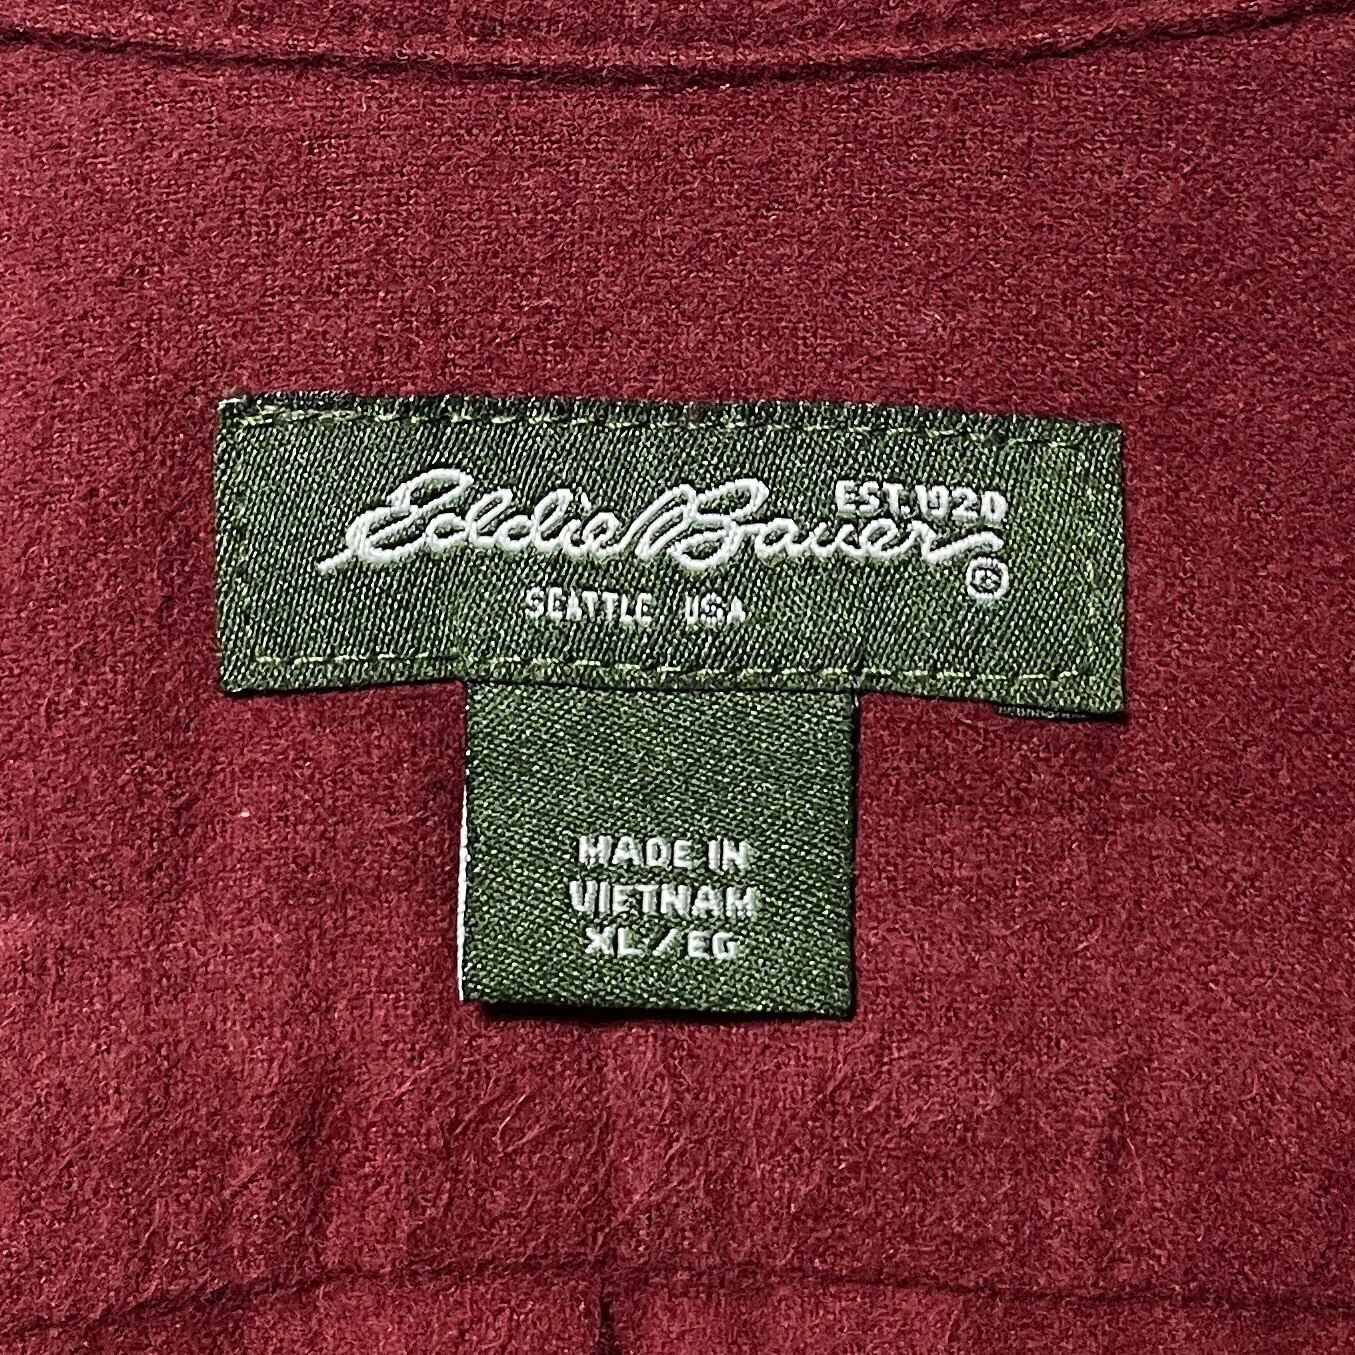 EST. 1920
Eddie Bauer®
SEATTLE USA
MADE IN
VIETNAM
XL/EG